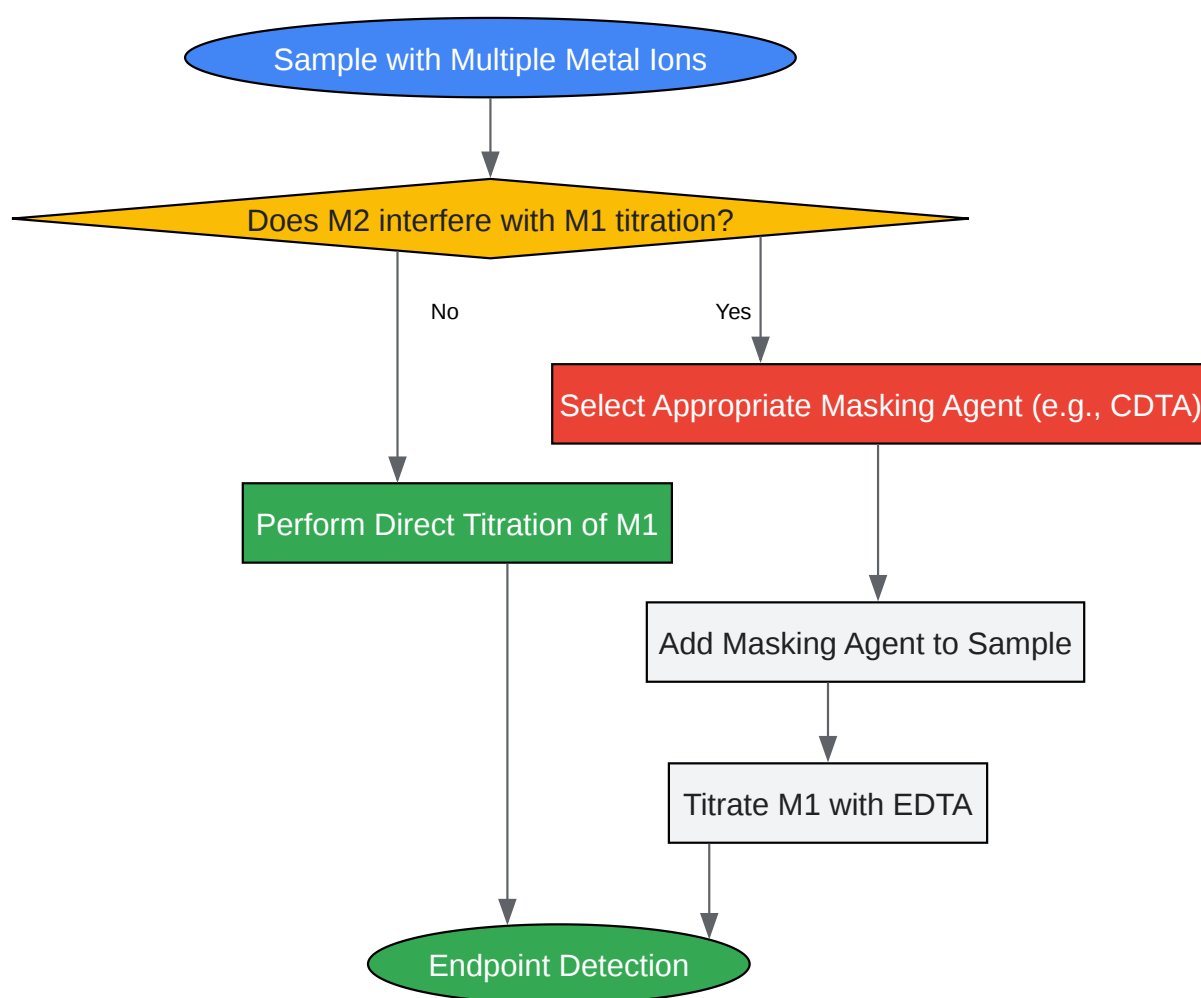 Sample with Multiple Metal Ions
Does M2 interfere with M1 titration?
No
Yes
Select Appropriate Masking Agent (e.g., CDTA)
Perform Direct Titration of M1
Add Masking Agent to Sample
Titrate M1 with EDTA
Endpoint Detection